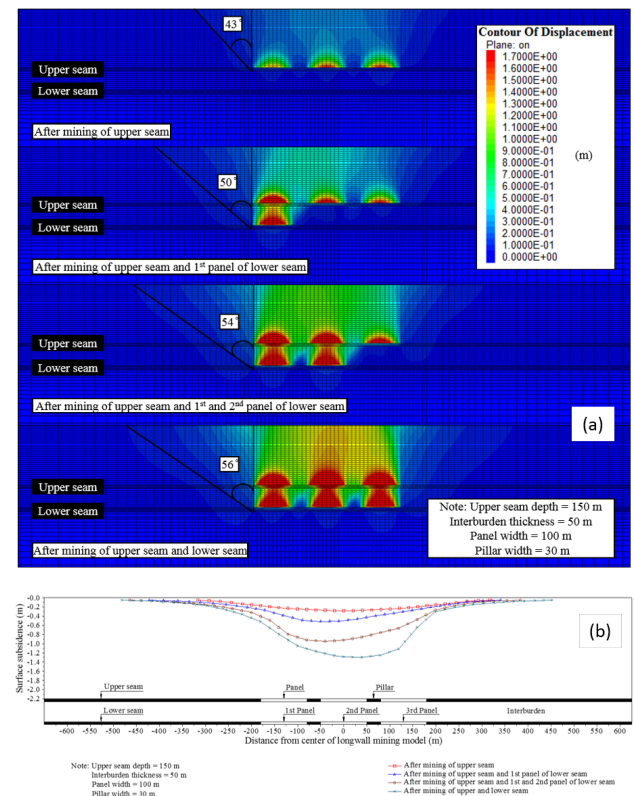 43°
Contour Of Displacement
Plane: on
1.7000E+00
1.6000E+00
1.5000E+00
1.4000E+00
1.3000E+00
1.2000E+00
1.1000E+00
1.0000E+00
9.0000E-01
8.0000E-01
7.0000E-01
6.0000E-01
5.0000E-01
4.0000E-01
3.0000E-01
2.0000E-01
1.0000E-01
0.0000E+00
(m)
Upper seam
Lower seam
After mining of upper seam
50°
Upper seam
Lower seam
After mining of upper seam and 1st panel of lower seam
54°
Upper seam
Lower seam
After mining of upper seam and 1st and 2nd panel of lower seam
(a)
56°
Upper seam
Lower seam
After mining of upper seam and lower seam
Note: Upper seam depth = 150 m
Interburden thickness = 50 m
Panel width = 100 m
Pillar width = 30 m
(b)
Surface subsidence (m)
-0.0
-0.2
-0.4
-0.6
-0.8
-1.0
-1.2
-1.4
-1.6
-1.8
-2.0
-2.2
Upper seam Panel Pillar
Lower seam 1st Panel 2nd Panel 3rd Panel Interburden
-600 -550 -500 -450 -400 -350 -300 -250 -200 -150 -100 -50 0 50 100 150 200 250 300 350 400 450 500 550 600
Distance from center of longwall mining model (m)
Note: Upper seam depth = 150 m
Interburden thickness = 50 m
Panel width = 100 m
Pillar width = 30 m
After mining of upper seam
After mining of upper seam and 1st panel of lower seam
After mining of upper seam and 1st and 2nd panel of lower seam
After mining of upper and lower seam